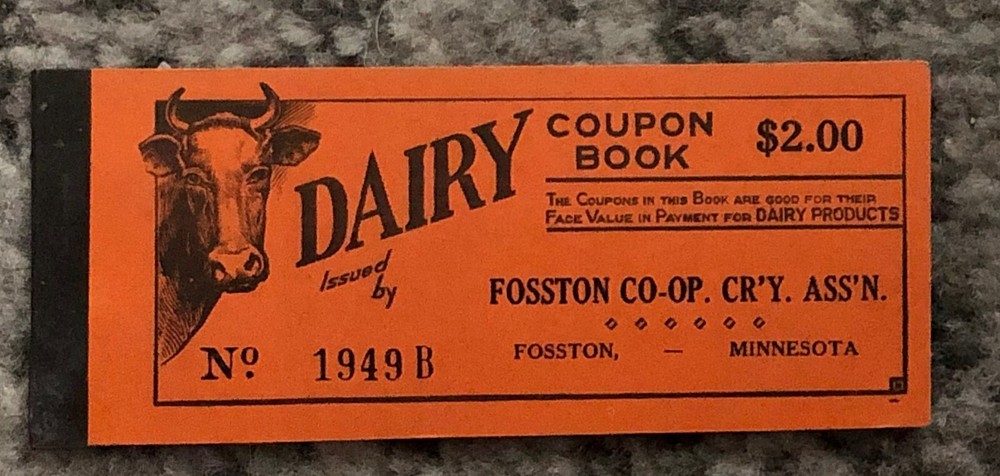 DAIRY
COUPON
BOOK
$2.00
THE COUPONS IN THIS BOOK ARE GOOD FOR THEIR
FACE VALUE IN PAYMENT FOR DAIRY PRODUCTS
Issued
by
FOSSTON CO-OP. CR'Y. ASS'N.
FOSSTON, — MINNESOTA
Nº 1949 B